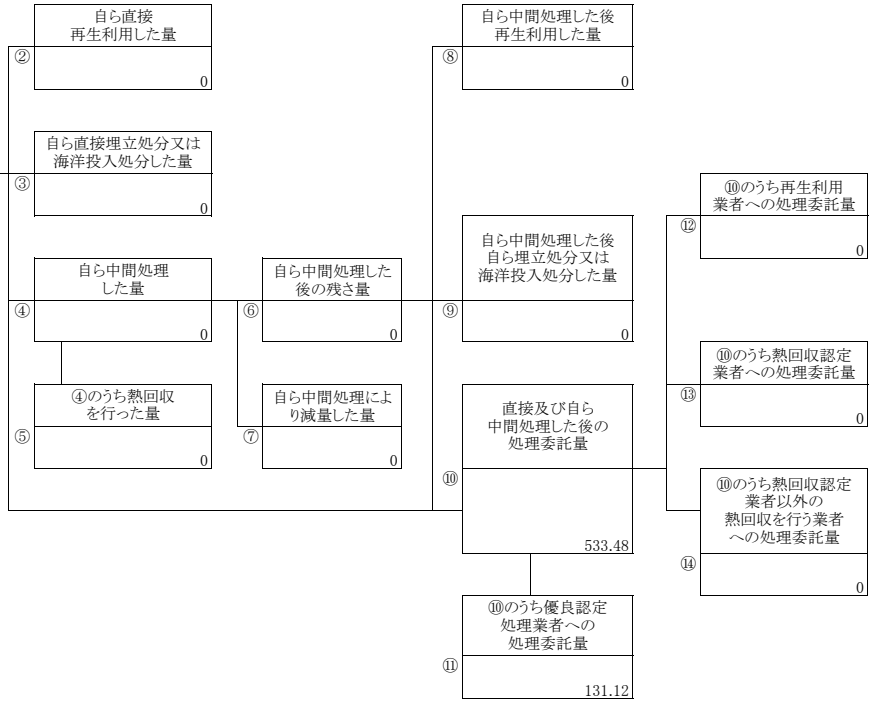 自ら直接
再生利用した量
②
0
自ら直接埋立処分又は
海洋投入処分した量
③
0
自ら中間処理
した量
④
0
④のうち熱回収
を行った量
⑤
0
自ら中間処理した
後の残さ量
⑥
0
自ら中間処理によ
り減量した量
⑦
0
自ら中間処理した後
再生利用した量
⑧
0
自ら中間処理した後
自ら埋立処分又は
海洋投入処分した量
⑨
0
直接及び自ら
中間処理した後の
処理委託量
⑩
533.48
⑩のうち優良認定
処理業者への
処理委託量
⑪
131.12
⑩のうち再生利用
業者への処理委託量
⑫
0
⑩のうち熱回収認定
業者への処理委託量
⑬
0
⑩のうち熱回収認定
業者以外の
熱回収を行う業者
への処理委託量
⑭
0